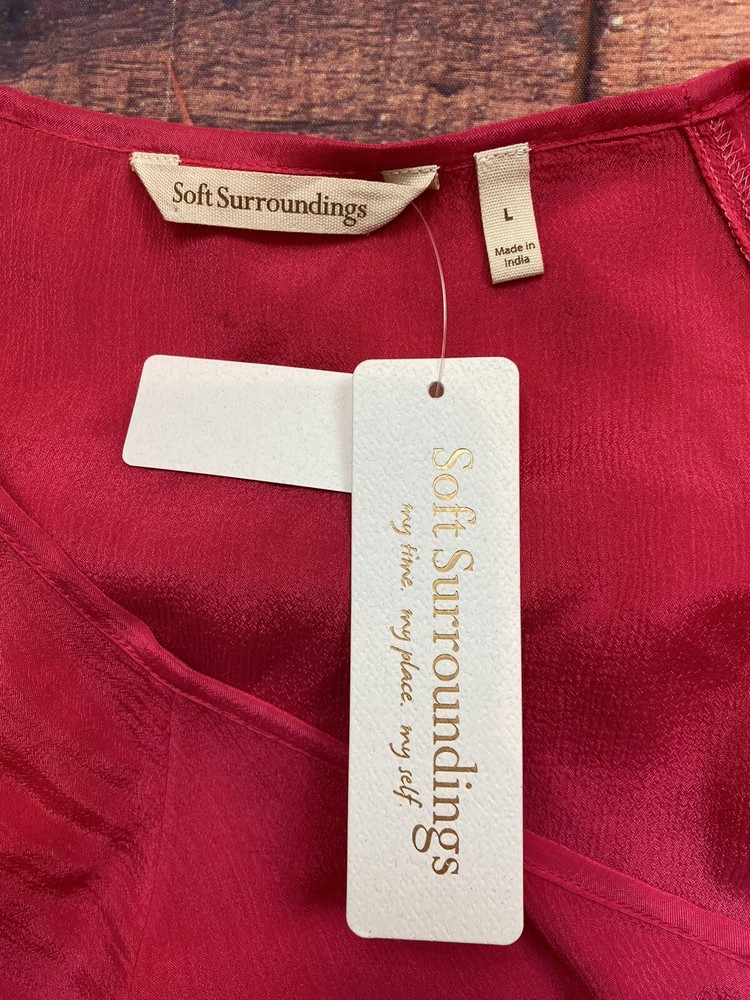 Soft Surroundings
L
Made in
India
Soft Surroundings
my time. my place. my self.